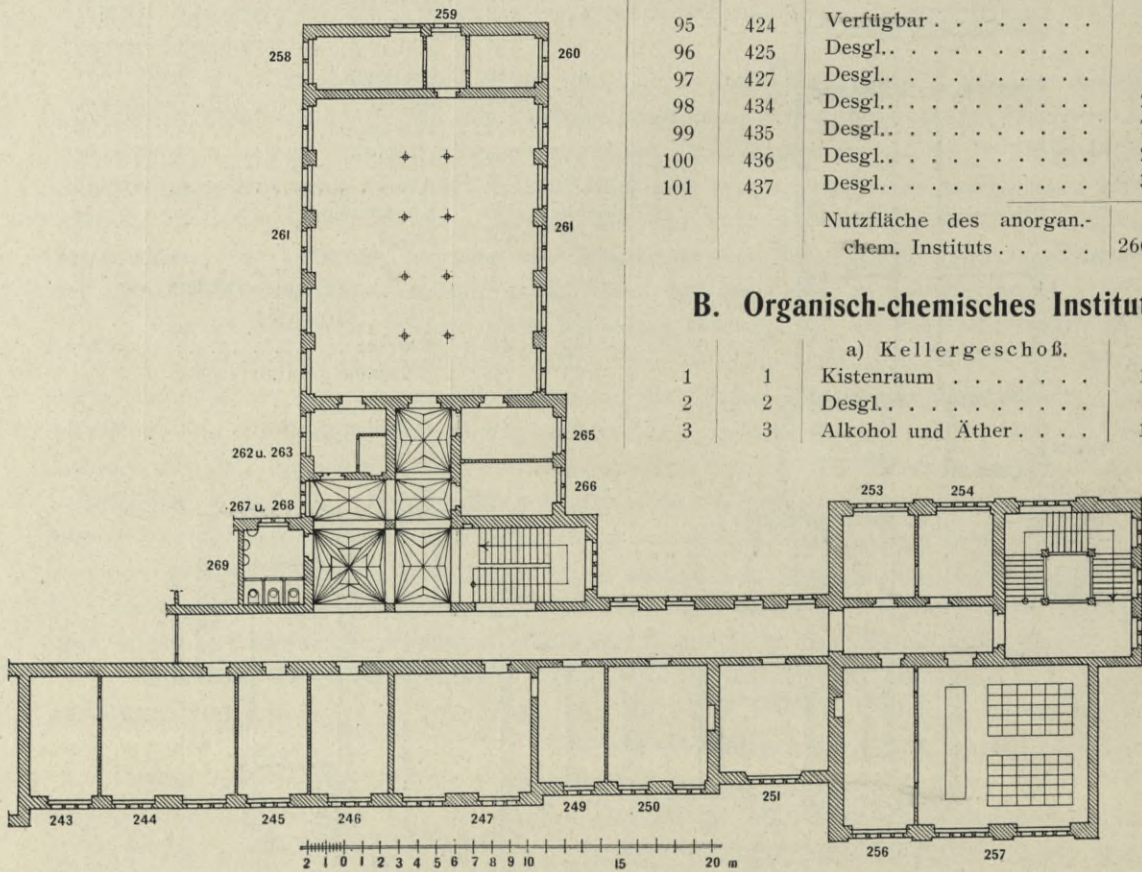 95 424 Verfügbar . . . . . . . .
96 425 Desgl. . . . . . . . . . .
97 427 Desgl. . . . . . . . . . .
98 434 Desgl. . . . . . . . . . .
99 435 Desgl. . . . . . . . . . .
100 436 Desgl. . . . . . . . . . .
101 437 Desgl. . . . . . . . . . .
Nutzfläche des anorgan.-
chem. Instituts . . . . .
B. Organisch-chemisches Institut
a) Kellergeschoß.
1 1 Kistenraum . . . . . . .
2 2 Desgl. . . . . . . . . . .
3 3 Alkohol und Äther . . . .
259
258 260
261 261
262 u. 263 265
266
267 u. 268
269
253 254
243 244 245 246 247 249 250 251
256 257
2 1 0 1 2 3 4 5 6 7 8 9 10 15 20 m